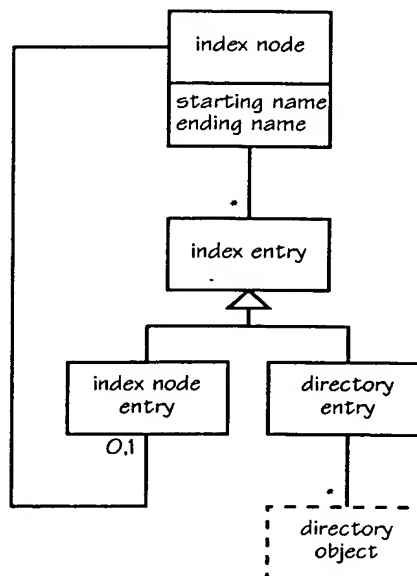 index node
starting name
ending name
*
index entry
index node
entry
directory
entry
0,1
*
directory
object